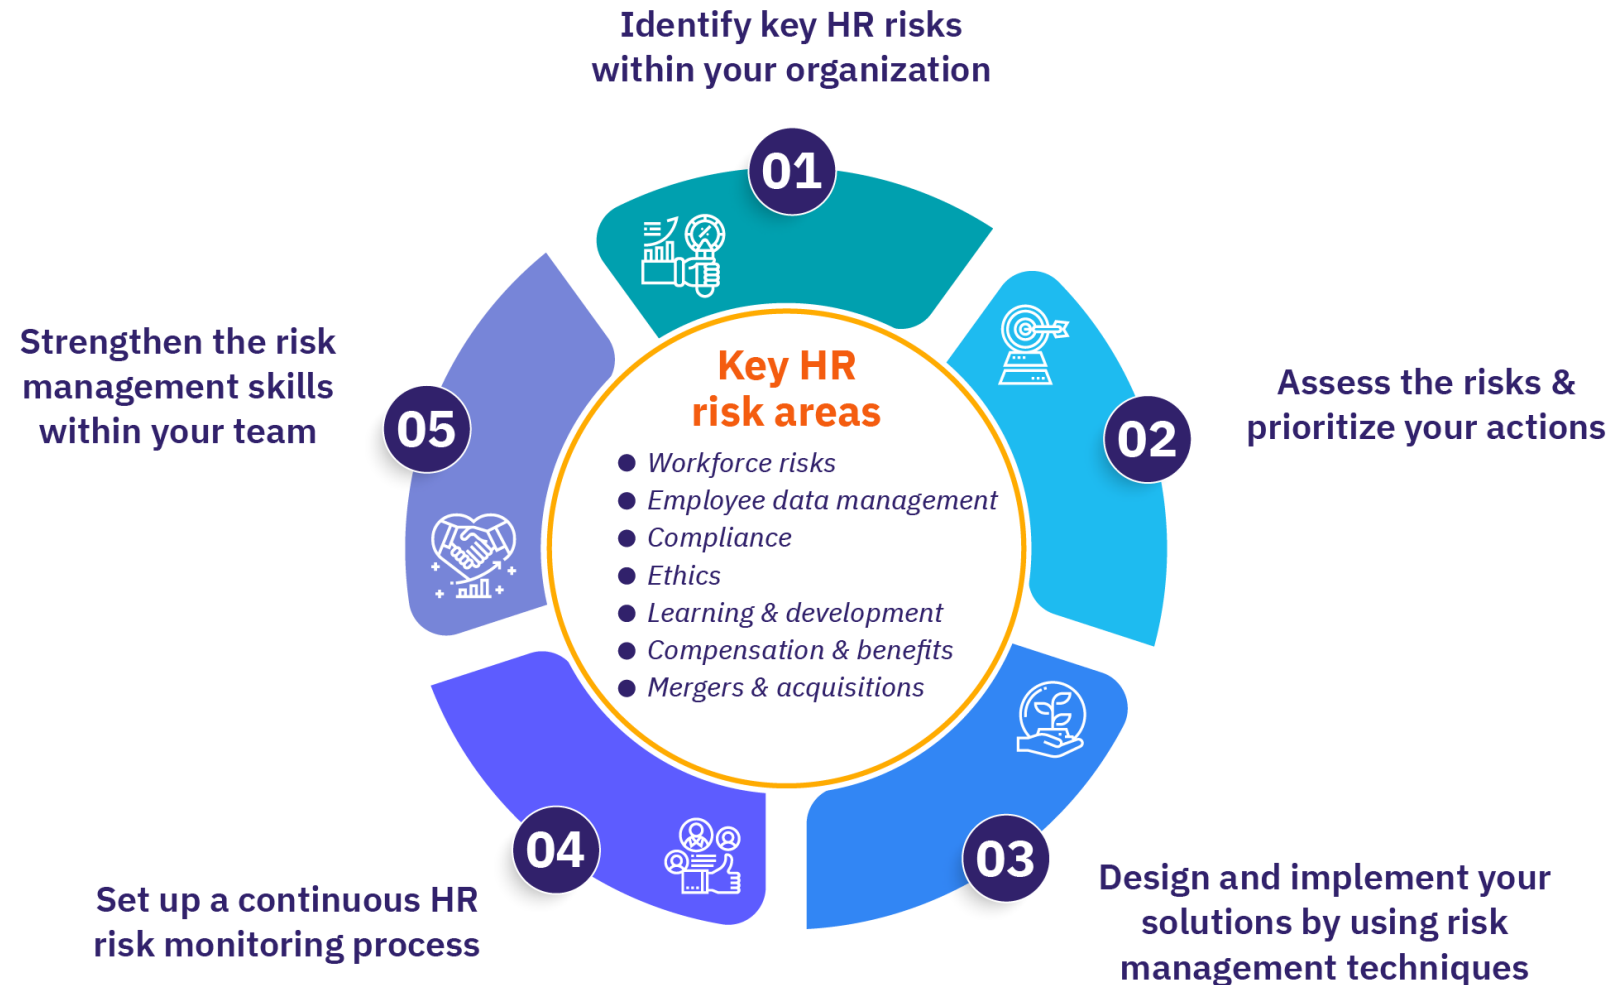 Identify key HR risks
within your organization
01
Assess the risks &
prioritize your actions
02
Design and implement your
solutions by using risk
management techniques
03
Set up a continuous HR
risk monitoring process
04
Strengthen the risk
management skills
within your team
05
Key HR
risk areas
Workforce risks
Employee data management
Compliance
Ethics
Learning & development
Compensation & benefits
Mergers & acquisitions